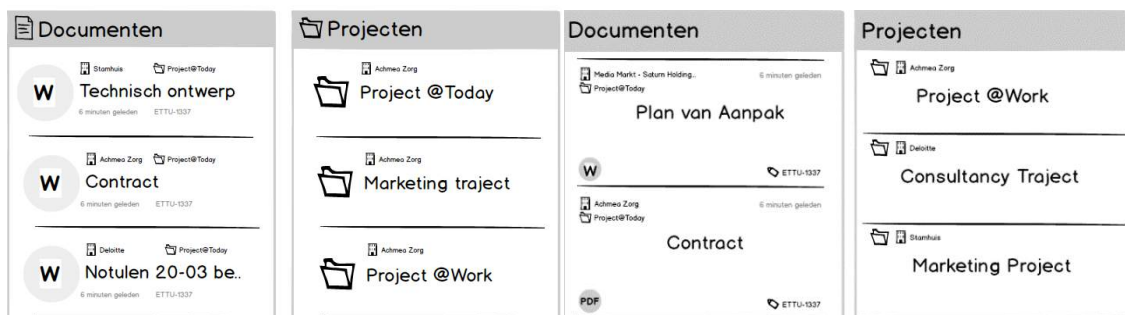 Documenten
Stamhuis Project@Today
W
Technisch ontwerp
6 minuten geleden ETTU-1337
Achmea Zorg Project@Today
W
Contract
6 minuten geleden ETTU-1337
Deloitte Project@Today
W
Notulen 20-03 be..
6 minuten geleden ETTU-1337
Projecten
Achmea Zorg
Project @Today
Achmea Zorg
Marketing traject
Achmea Zorg
Project @Work
Documenten
Media Markt - Saturn Holding.. 6 minuten geleden
Project@Today
Plan van Aanpak
W ETTU-1337
Achmea Zorg 6 minuten geleden
Project@Today
Contract
PDF ETTU-1337
Projecten
Achmea Zorg
Project @Work
Deloitte
Consultancy Traject
Stamhuis
Marketing Project